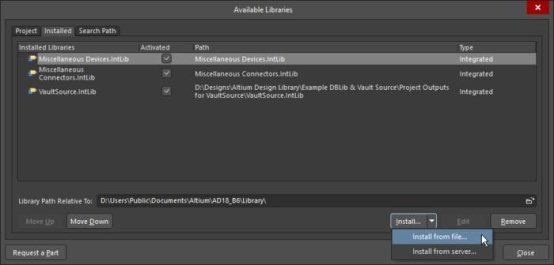 Available Libraries
Project Installed Search Path
Installed Libraries Activated Path Type
Miscellaneous Devices.IntLib Miscellaneous Devices.IntLib Integrated
Miscellaneous
Connectors.IntLib Miscellaneous Connectors.IntLib Integrated
VaultSource.IntLib D:\Designs\Altium Design Library\Example DBLib & Vault Source\Project Outputs
for VaultSource\VaultSource.IntLib Integrated
Library Path Relative To: D:\Users\Public\Documents\Altium\AD18_B6\Library\
Move Up Move Down Install... Edit Remove
Install from file...
Install from server...
Request a Part Close